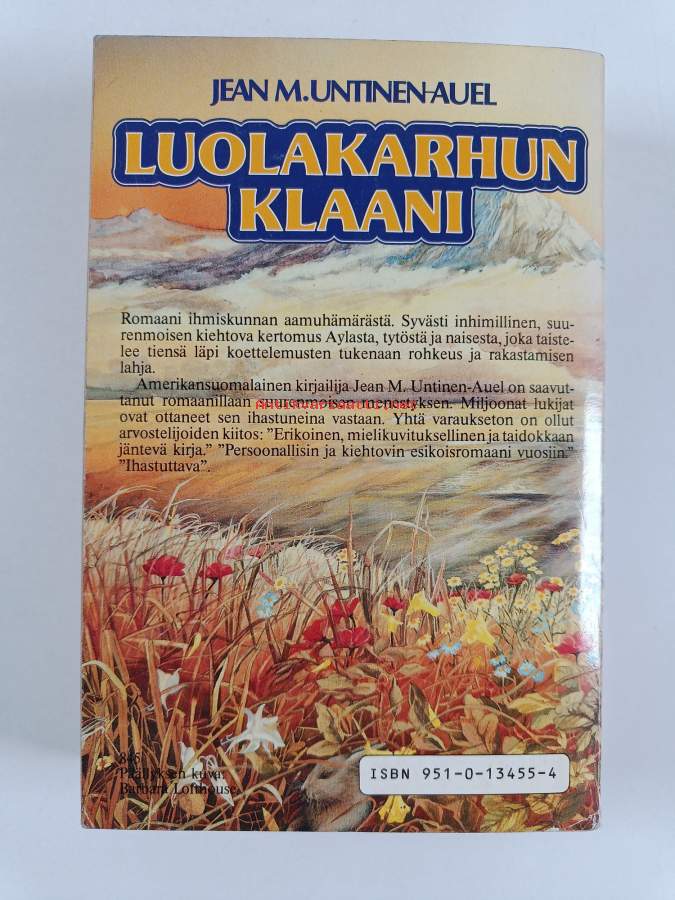 JEAN M. UNTINEN-AUEL
LUOLAKARHUN
KLAANI
Romaani ihmiskunnan aamuhämärästä. Syvästi inhimillinen, suu-
renmoisen kiehtova kertomus Aylasta, tytöstä ja naisesta, joka taiste-
lee tiensä läpi koettelemusten tukenaan rohkeus ja rakastamisen
lahja.
Amerikansuomalainen kirjailija Jean M. Untinen-Auel on saavut-
tanut romaanillaan suurenmoisen menestyksen. Miljoonat lukijat
ovat ottaneet sen ihastuneina vastaan. Yhtä varaukseton on ollut
arvostelijoiden kiitos: "Erikoinen, mielikuvituksellinen ja taidokkaan
jäntevä kirja." "Persoonallisin ja kiehtovin esikoisromaani vuosiin."
"Ihastuttava".
846
Päällyksen kuva:
Barbara Lofthouse
ISBN 951-0-13455-4